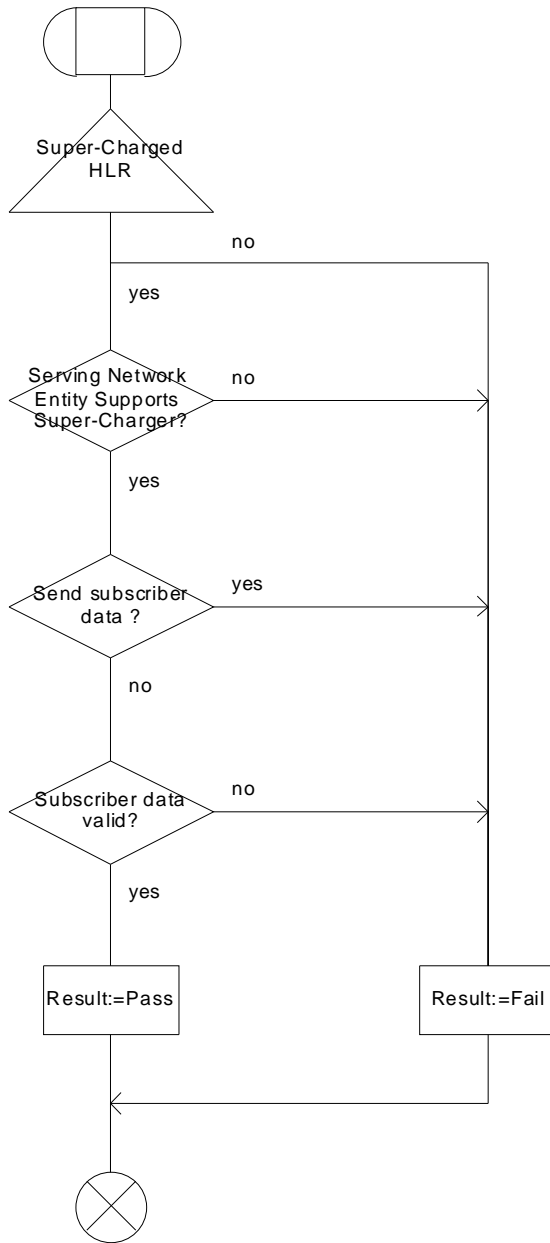 Super-Charged
HLR
no
yes
Serving Network
Entity Supports
Super-Charger?
no
yes
Send subscriber
data ?
yes
no
Subscriber data
valid?
no
yes
Result:=Pass
Result:=Fail